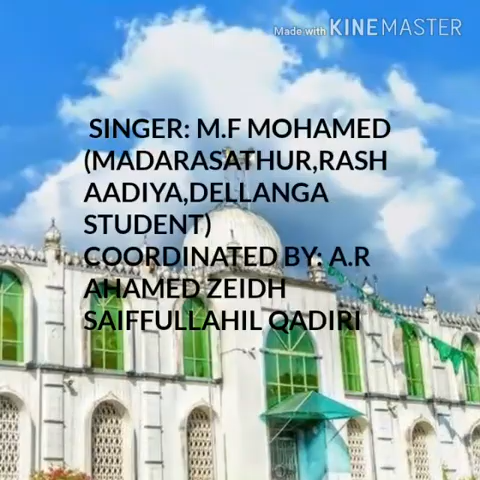 Made with KINEMASTER
SINGER: M.F MOHAMED
(MADARASATHUR,RASH
AADIYA,DELLANGA
STUDENT)
COORDINATED BY: A.R
AHAMED ZEIDH
SAIFFULLAHIL QADIRI